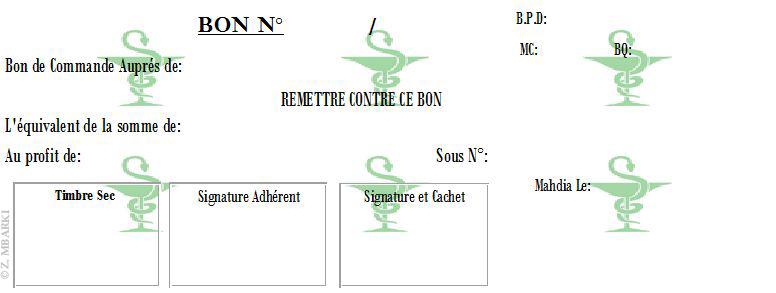 BON N° /
B.P.D:
MC: BQ:
Bon de Commande Auprés de:
REMETTRE CONTRE CE BON
L'équivalent de la somme de:
Au profit de: Sous N°:
Mahdia Le:
Timbre Sec
Signature Adhérent
Signature et Cachet
© Z. MBARKI